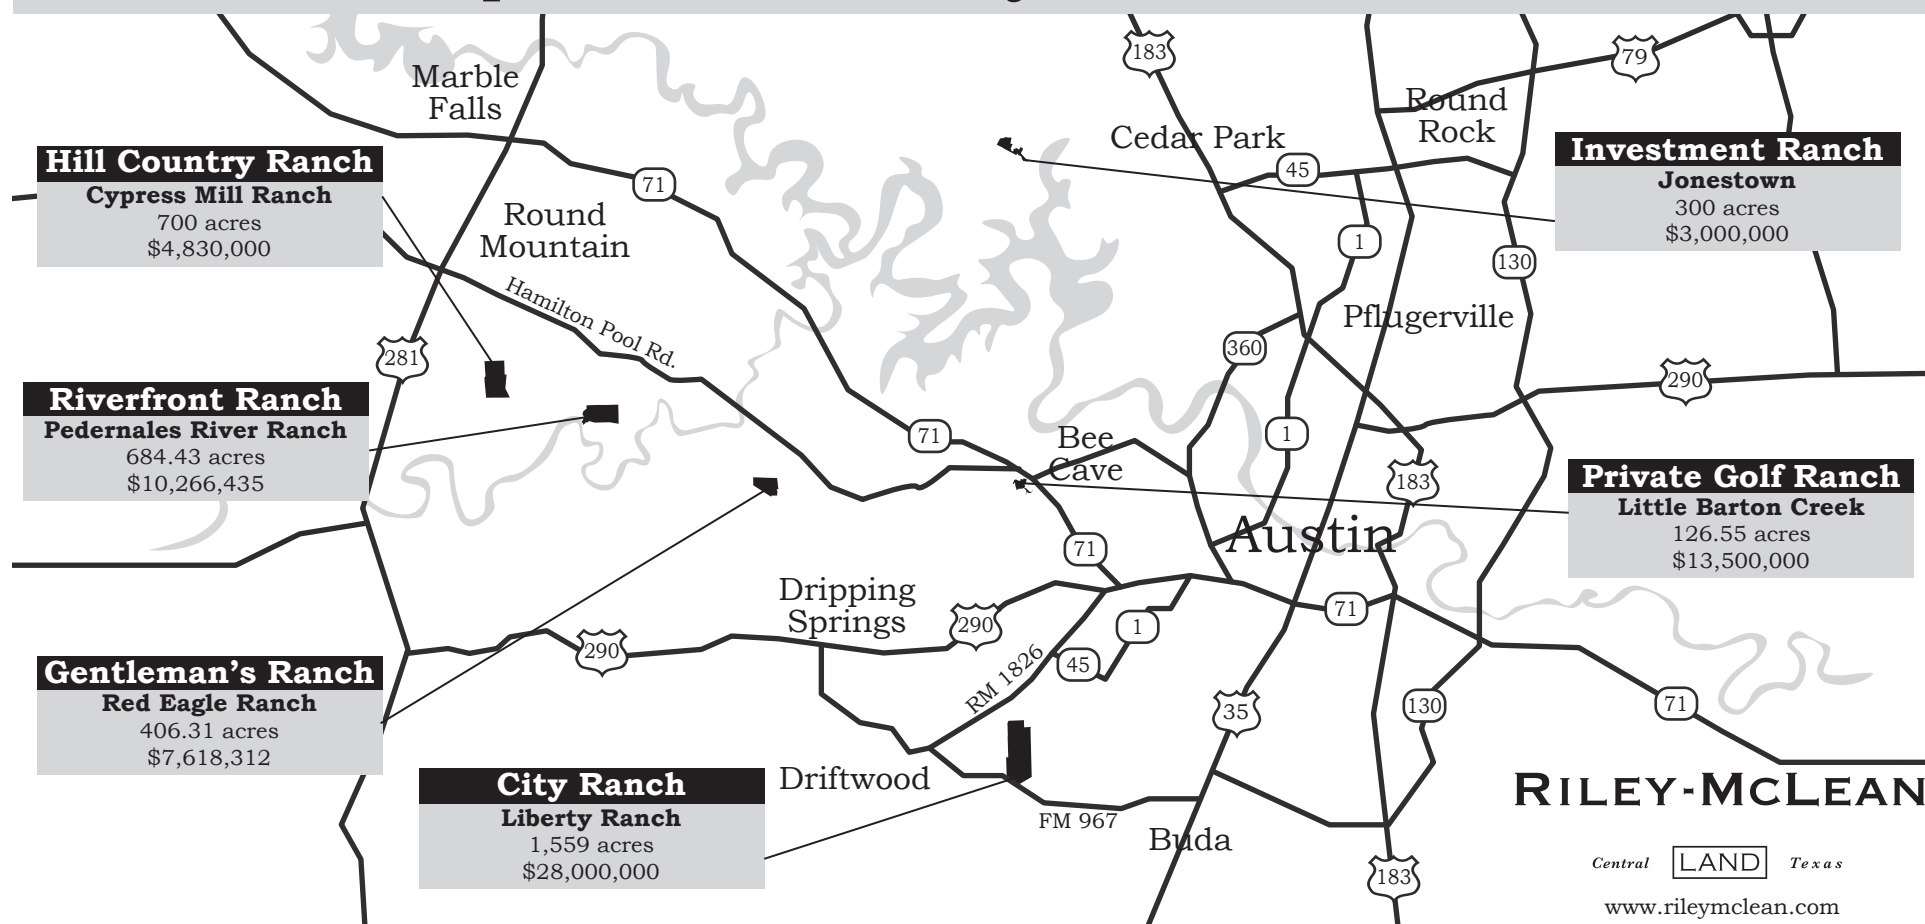 183
79
Marble
Falls
Round
Rock
Cedar Park
45
Hill Country Ranch
Cypress Mill Ranch
700 acres
$4,830,000
71
Round
Mountain
Investment Ranch
Jonestown
300 acres
$3,000,000
1
130
Hamilton Pool Rd.
Pflugerville
281
360
290
Riverfront Ranch
Pedernales River Ranch
684.43 acres
$10,266,435
71
Bee
Cave
1
183
Private Golf Ranch
Little Barton Creek
126.55 acres
$13,500,000
Austin
71
Dripping
Springs
290
290
1
71
45
RM 1826
Gentleman's Ranch
Red Eagle Ranch
406.31 acres
$7,618,312
35
130
71
City Ranch
Liberty Ranch
1,559 acres
$28,000,000
Driftwood
FM 967
Buda
183
RILEY-MCLEAN
Central LAND Texas
www.rileymclean.com